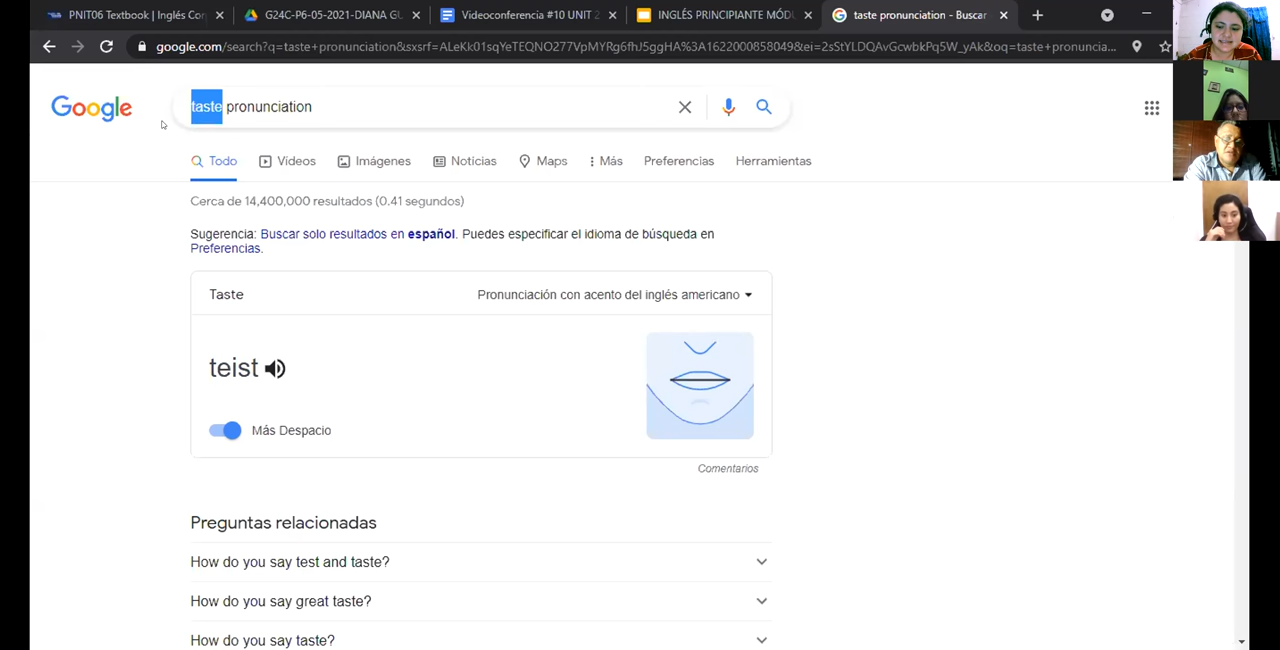 PNIT06 Textbook | Inglés Cor
G24C-P6-05-2021-DIANA GU
Videoconferencia #10 UNIT 2
INGLÉS PRINCIPIANTE MÓDU
taste pronunciation - Buscar
google.com/search?q=taste+pronunciation&sxsrf=ALeKk01sqYeTEQNO277VpMYRg6fhJ5ggHA%3A1622000858049&ei=2sStYLDQAvGcwbkPq5W_yAk&oq=taste+pronuncia...
Google
taste pronunciation
Todo
Vídeos
Imágenes
Noticias
Maps
Más
Preferencias
Herramientas
Cerca de 14,400,000 resultados (0.41 segundos)
Sugerencia: Buscar solo resultados en español. Puedes especificar el idioma de búsqueda en
Preferencias.
Taste
Pronunciación con acento del inglés americano
teist
Más Despacio
Comentarios
Preguntas relacionadas
How do you say test and taste?
How do you say great taste?
How do you say taste?